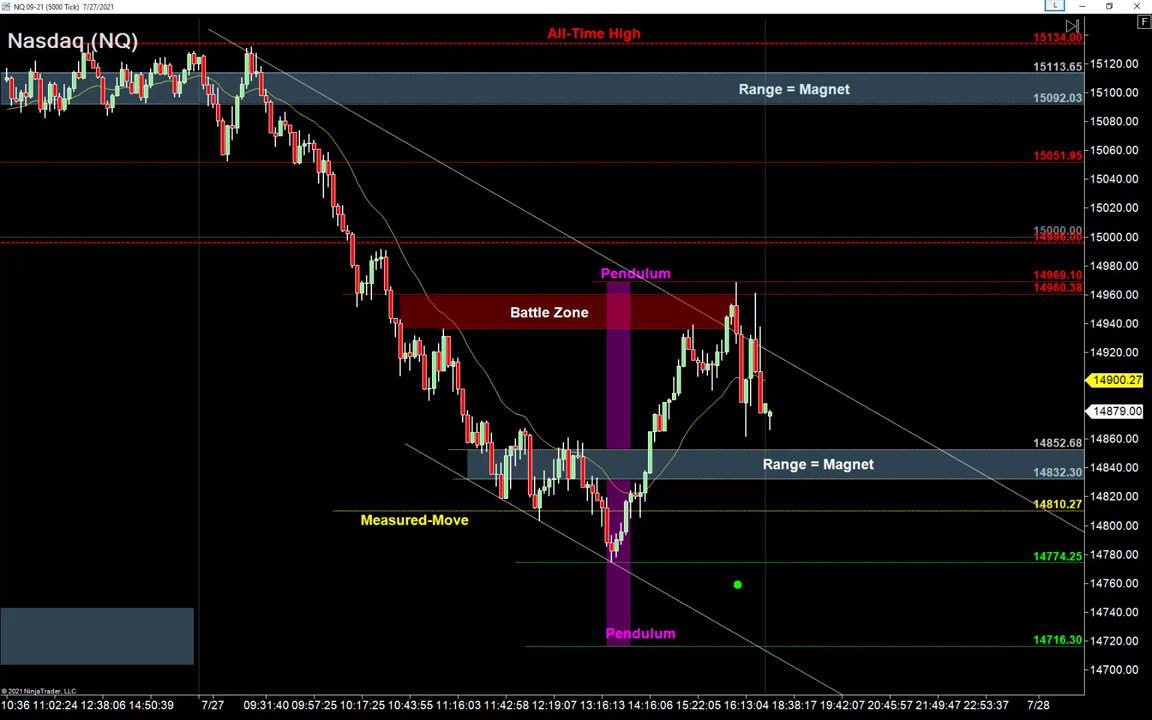 NQ 09-21 (5000 Tick) 7/27/2021
L
F
Nasdaq (NQ)
All-Time High
15134.00
15120.00
15113.65
Range = Magnet
15100.00
15092.03
15080.00
15060.00
15051.95
15040.00
15020.00
15000.00
15000.00
14980.00
Pendulum
14969.10
14960.38
14960.00
Battle Zone
14940.00
14920.00
14900.27
14879.00
14860.00
14852.68
Range = Magnet
14840.00
14832.30
14820.00
14810.27
Measured-Move
14800.00
14780.00
14774.25
14760.00
14740.00
Pendulum
14716.30
14720.00
14700.00
© 2021 NinjaTrader, LLC
10:36 11:02:24 12:38:06 14:50:39 7/27 09:31:40 09:57:25 10:17:25 10:43:55 11:16:03 11:42:58 12:19:07 13:16:13 14:16:06 15:22:05 16:13:04 18:38:17 19:42:07 20:45:57 21:49:47 22:53:37 7/28